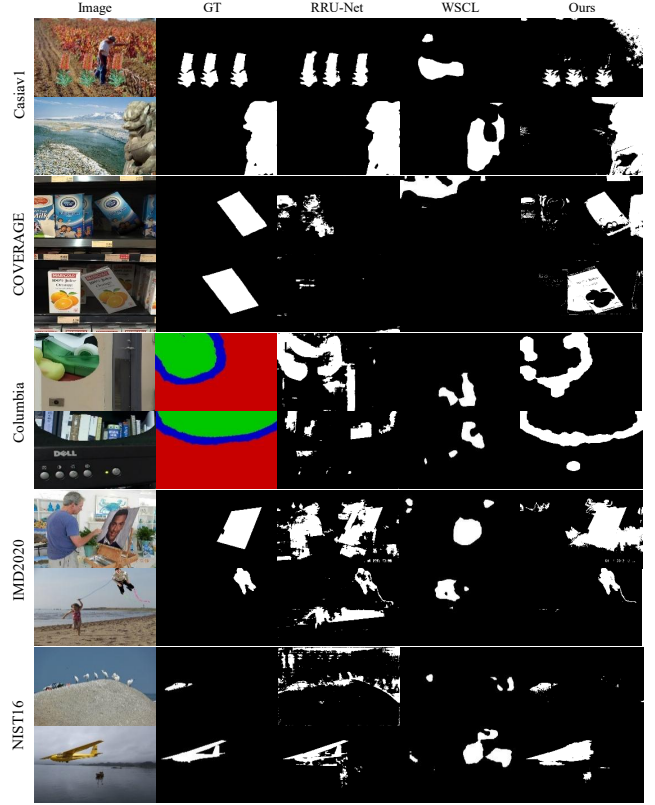 Image GT RRU-Net WSCL Ours
Casiav1
COVERAGE
Columbia
DELL
IMD2020
NIST16